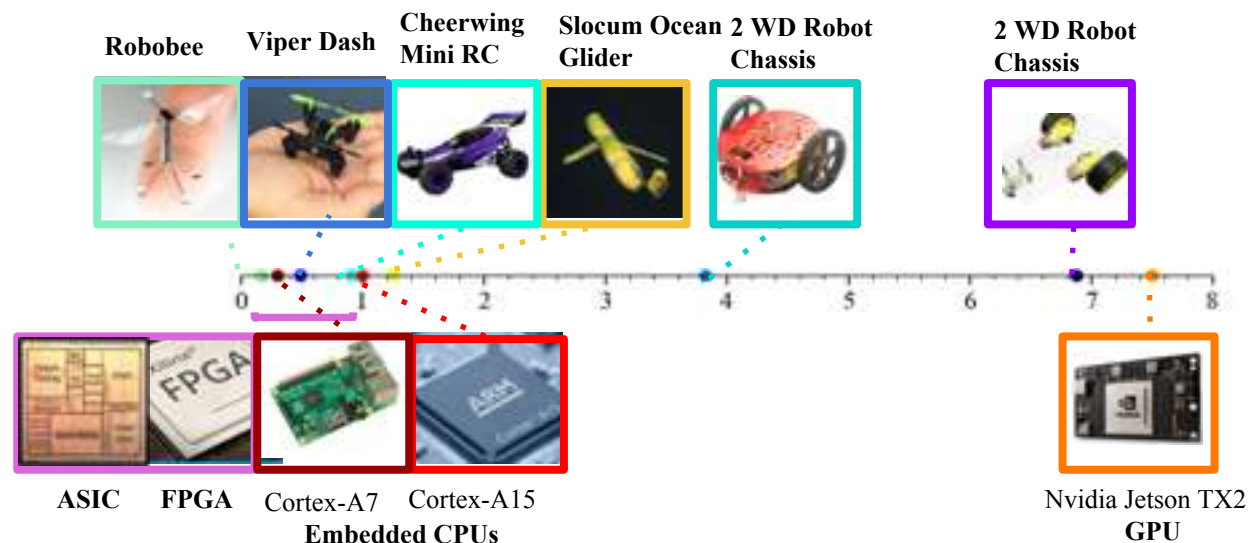 Robobee
Viper Dash
Cheerwing
Mini RC
Slocum Ocean
Glider
2 WD Robot
Chassis
2 WD Robot
Chassis
0 1 2 3 4 5 6 7 8
FPGA
ARM
ASIC
FPGA
Cortex-A7
Cortex-A15
Embedded CPUs
Nvidia Jetson TX2
GPU